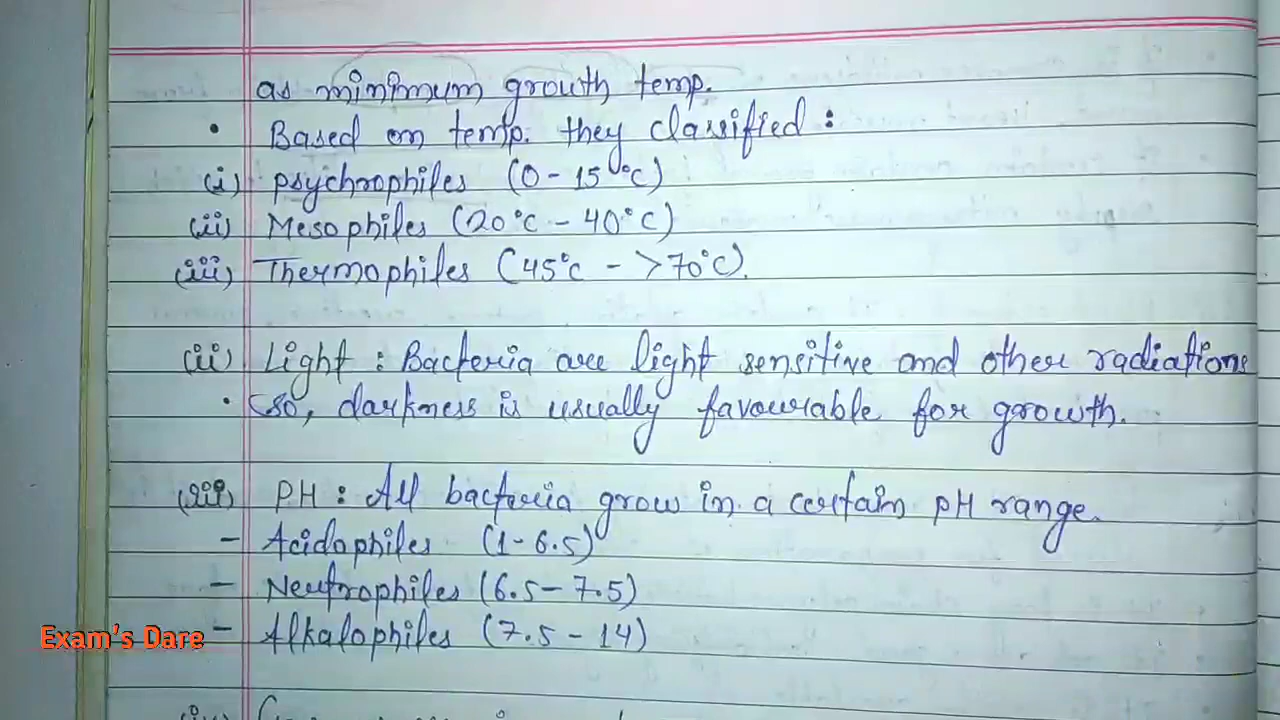 as minimum growth temp.
• Based on temp. they classified :
(i) psychrophiles (0 - 15°C)
(ii) Mesophiles (20°C - 40°C)
(iii) Thermophiles (45°C - >70°C).
(ii) Light : Bacteria are light sensitive and other radiations
• so, darkness is usually favourable for growth.
(iii) PH : All bacteria grow in a certain pH range.
- Acidophiles (1 - 6.5)
- Neutrophiles (6.5 - 7.5)
- Alkalophiles (7.5 - 14)
Exam's Dare